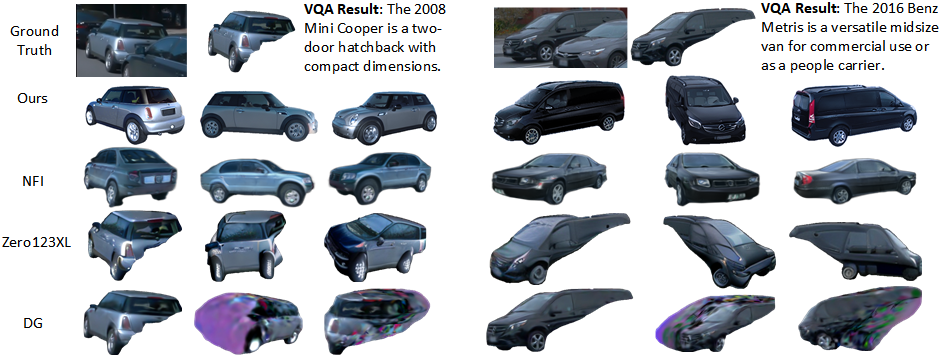 Ground
Truth
VQA Result: The 2008
Mini Cooper is a two-
door hatchback with
compact dimensions.
VQA Result: The 2016 Benz
Metris is a versatile midsize
van for commercial use or
as a people carrier.
Ours
NFI
Zero123XL
DG